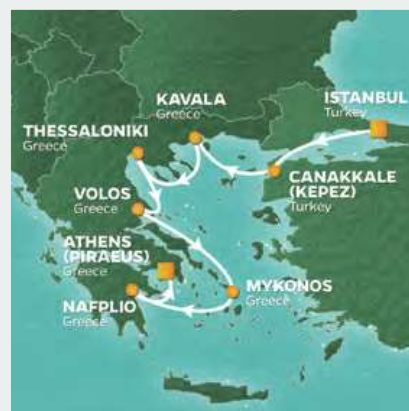 ISTANBUL
Turkey
KAVALA
Greece
THESSALONIKI
Greece
CANAKKALE
(KEPEZ)
Turkey
VOLOS
Greece
ATHENS
(PIRAEUS)
Greece
MYKONOS
Greece
NAFPLIO
Greece